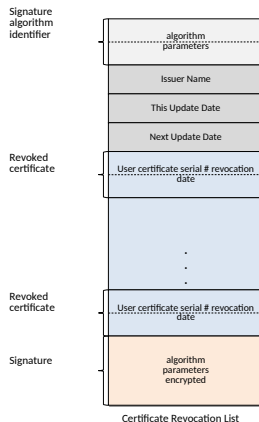 Signature
algorithm
identifier
algorithm
parameters
Issuer Name
This Update Date
Next Update Date
Revoked
certificate
User certificate serial # revocation
date
.
.
.
Revoked
certificate
User certificate serial # revocation
date
Signature
algorithm
parameters
encrypted
Certificate Revocation List